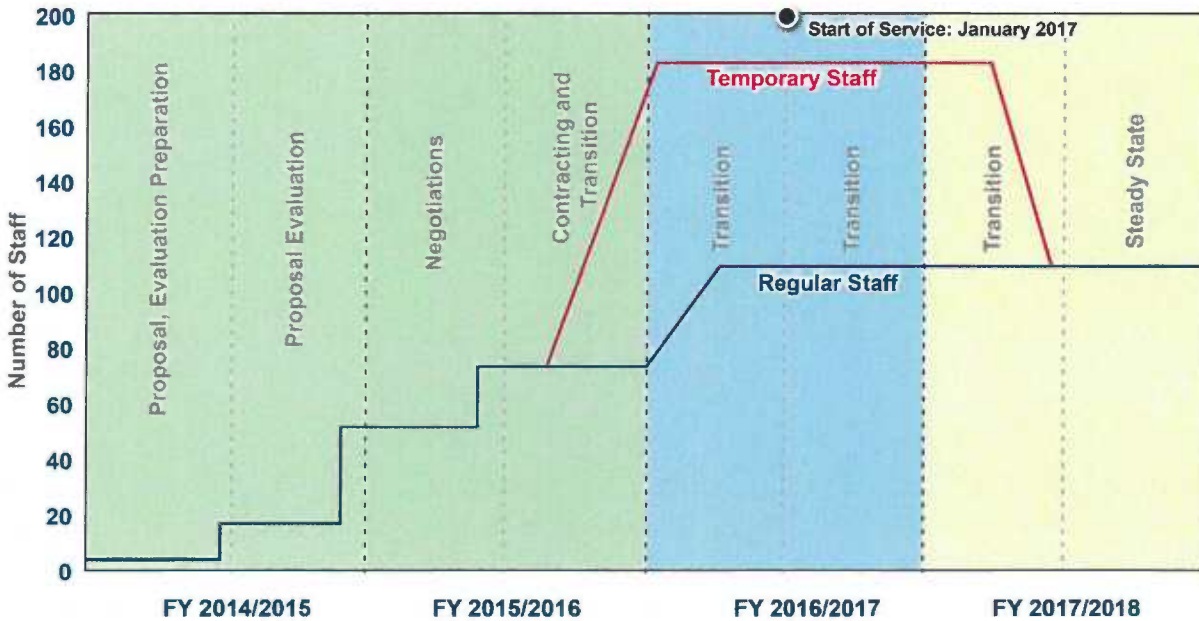 200
180
160
140
120
100
80
60
40
20
0
Number of Staff
Start of Service: January 2017
Temporary Staff
Regular Staff
Proposal, Evaluation Preparation
Proposal Evaluation
Negotiations
Contracting and
Transition
Transition
Transition
Transition
Steady State
FY 2014/2015
FY 2015/2016
FY 2016/2017
FY 2017/2018